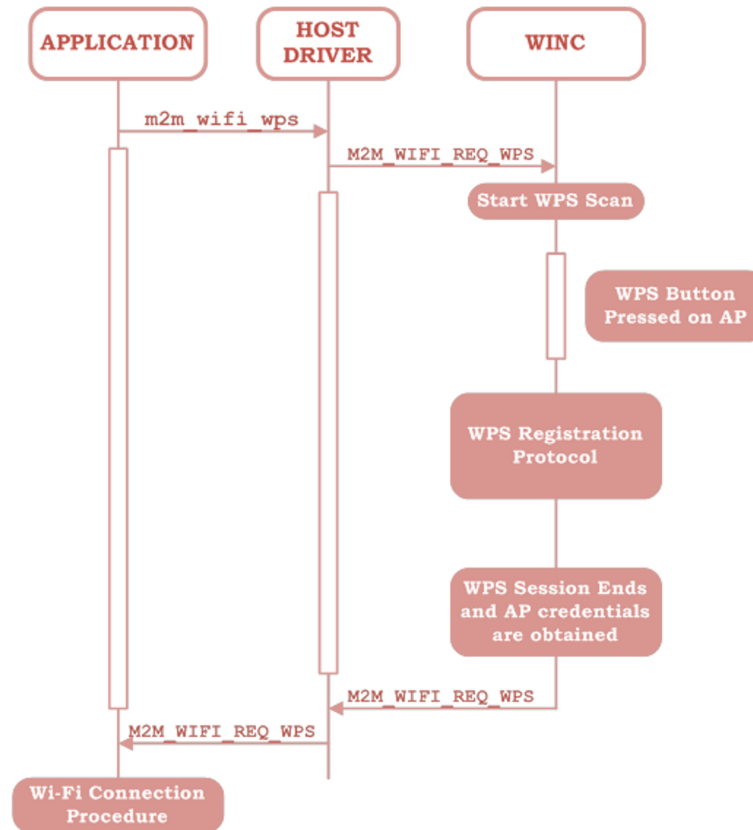 APPLICATION
HOST
DRIVER
WINC
m2m_wifi_wps
M2M_WIFI_REQ_WPS
Start WPS Scan
WPS Button
Pressed on AP
WPS Registration
Protocol
WPS Session Ends
and AP credentials
are obtained
M2M_WIFI_REQ_WPS
M2M_WIFI_REQ_WPS
Wi-Fi Connection
Procedure